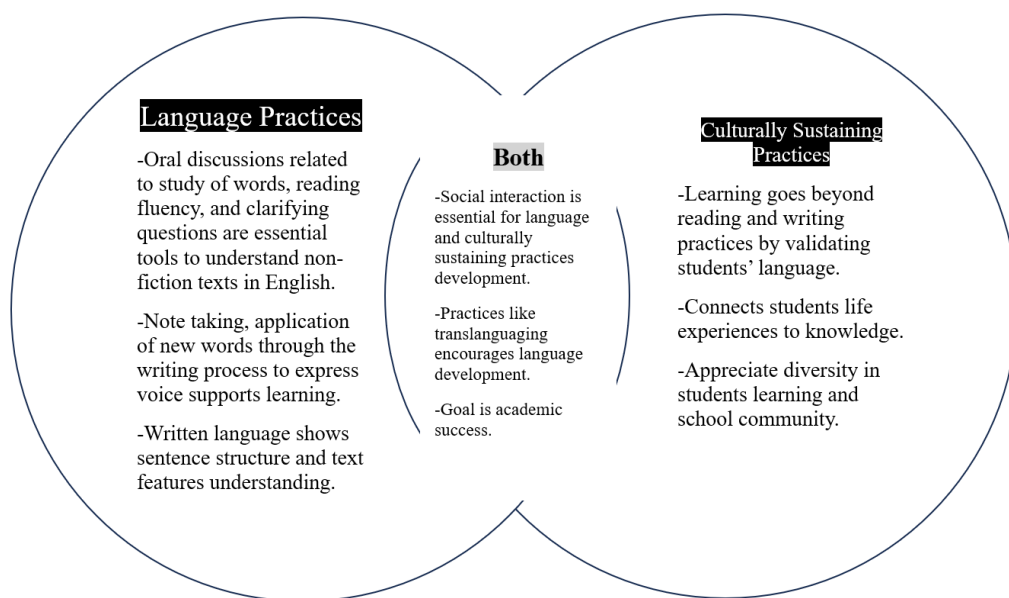 Language Practices
-Oral discussions related
to study of words, reading
fluency, and clarifying
questions are essential
tools to understand non-
fiction texts in English.
-Note taking, application
of new words through the
writing process to express
voice supports learning.
-Written language shows
sentence structure and text
features understanding.
Both
-Social interaction is
essential for language
and culturally
sustaining practices
development.
-Practices like
translanguaging
encourages language
development.
-Goal is academic
success.
Culturally Sustaining
Practices
-Learning goes beyond
reading and writing
practices by validating
students’ language.
-Connects students life
experiences to knowledge.
-Appreciate diversity in
students learning and
school community.